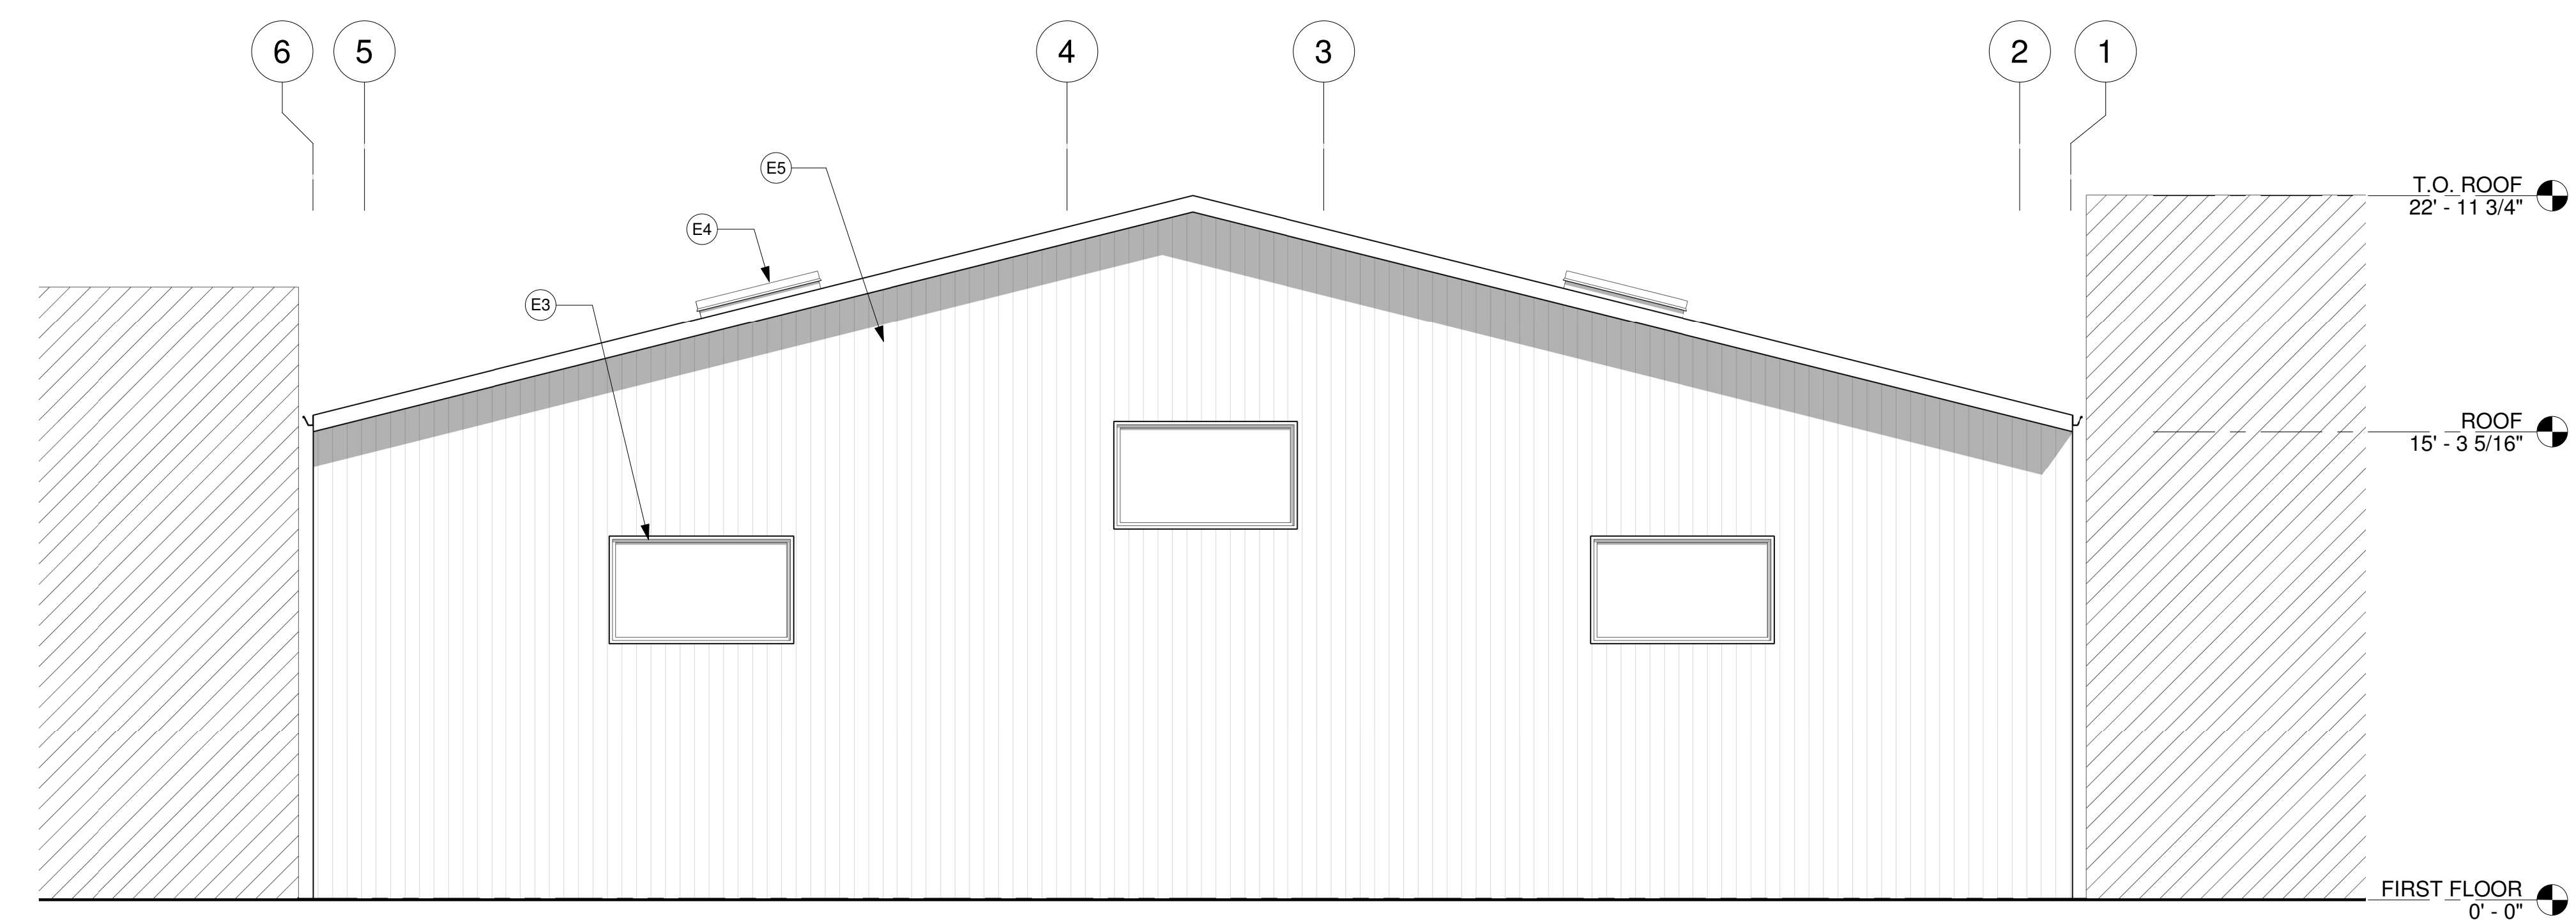 6
5
4
3
2
1
E5
E4
E3
T.O. ROOF
22' - 11 3/4"
ROOF
15' - 3 5/16"
FIRST FLOOR
0' - 0"